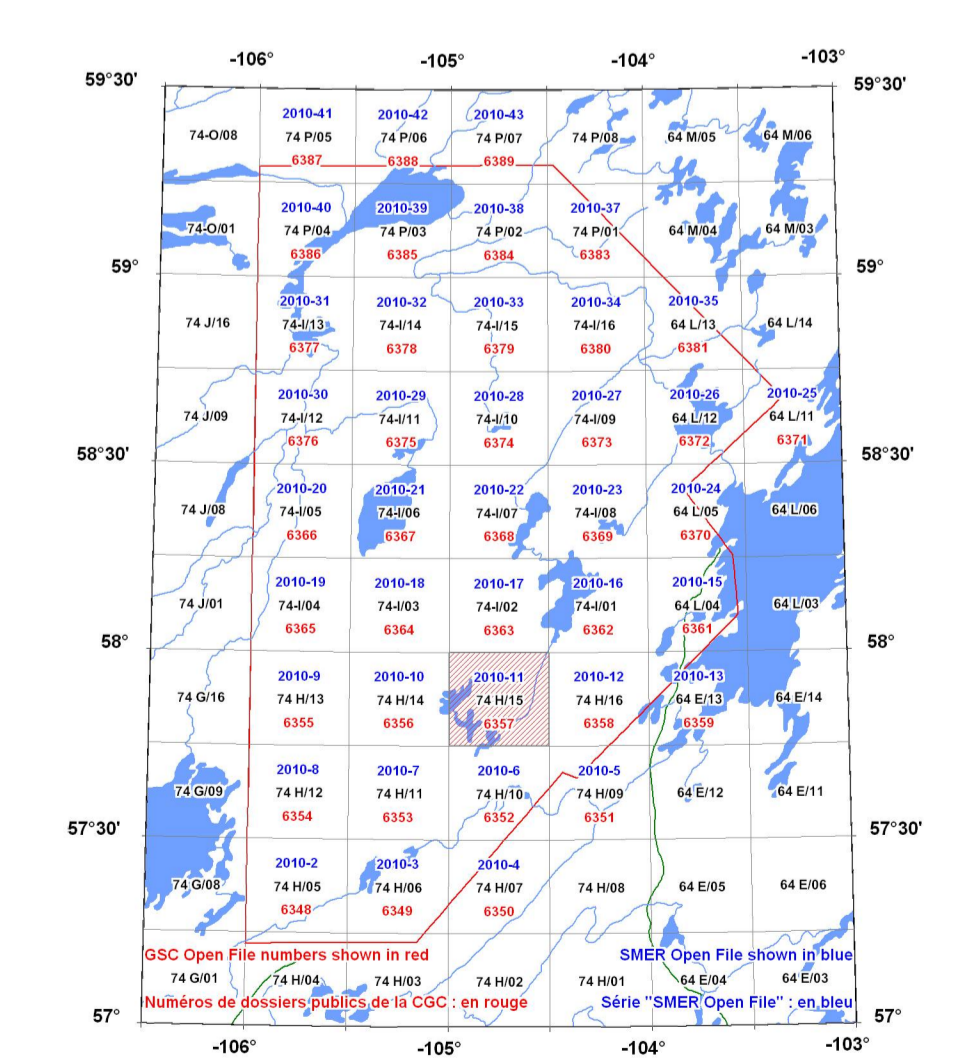 -106° -105° -104° -103°
59°30' 59°30'
2010-41 2010-42 2010-43
74-O/08 74 P/05 74 P/06 74 P/07 74 P/08 64 M/05 64 M/06
6387 6388 6389
2010-40 2010-39 2010-38 2010-37
74-O/01 74 P/04 74 P/03 74 P/02 74 P/01 64 M/04 64 M/03
6386 6385 6384 6383
59° 59°
2010-31 2010-32 2010-33 2010-34 2010-35
74 J/16 74-I/13 74-I/14 74-I/15 74-I/16 64 L/13 64 L/14
6377 6378 6379 6380 6381
2010-30 2010-29 2010-28 2010-27 2010-26 2010-25
74 J/09 74-I/12 74-I/11 74-I/10 74-I/09 64 L/12 64 L/11
6376 6375 6374 6373 6372 6371
58°30' 58°30'
2010-20 2010-21 2010-22 2010-23 2010-24
74 J/08 74-I/05 74-I/06 74-I/07 74-I/08 64 L/05 64 L/06
6366 6367 6368 6369 6370
2010-19 2010-18 2010-17 2010-16 2010-15
74 J/01 74-I/04 74-I/03 74-I/02 74-I/01 64 L/04 64 L/03
6365 6364 6363 6362 6361
58° 58°
2010-9 2010-10 2010-11 2010-12 2010-13
74 G/16 74 H/13 74 H/14 74 H/15 74 H/16 64 E/13 64 E/14
6355 6356 6357 6358 6359
2010-8 2010-7 2010-6 2010-5
74 G/09 74 H/12 74 H/11 74 H/10 74 H/09 64 E/12 64 E/11
6354 6353 6352 6351
57°30' 57°30'
2010-2 2010-3 2010-4
74 G/08 74 H/05 74 H/06 74 H/07 74 H/08 64 E/05 64 E/06
6348 6349 6350
GSC Open File numbers shown in red SMER Open File shown in blue
74 G/01 74 H/04 74 H/03 74 H/02 74 H/01 64 E/04 64 E/03
Numéros de dossiers publics de la CGC : en rouge Série "SMER Open File" : en bleu
57° 57°
-106° -105° -104° -103°